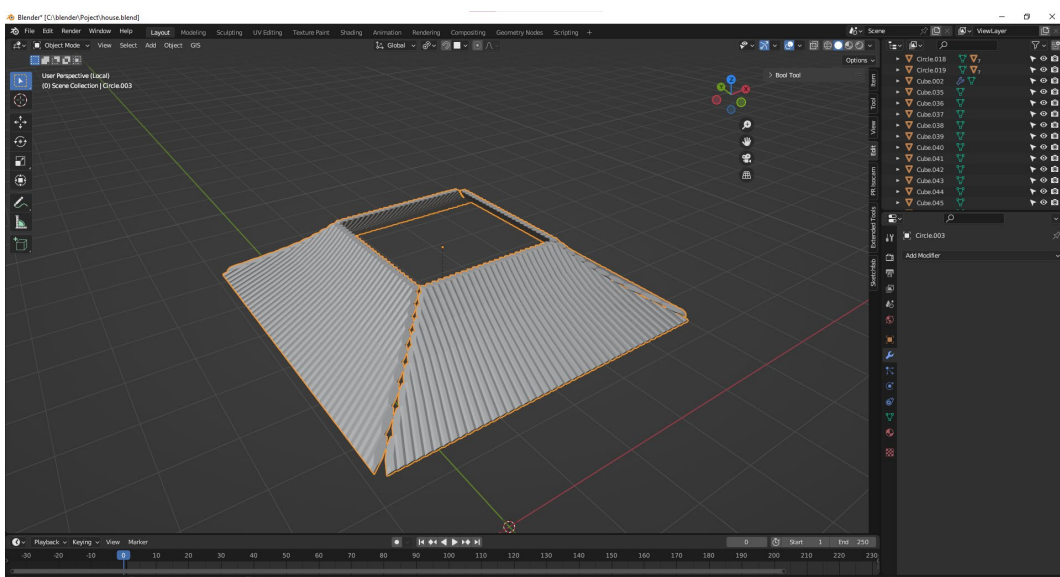 Blender* [C:\blender\Poject\house.blend]
File Edit Render Window Help Layout Modeling Sculpting UV Editing Texture Paint Shading Animation Rendering Compositing Geometry Nodes Scripting + Scene ViewLayer
Object Mode View Select Add Object GIS Global
Options
User Perspective (Local)
(0) Scene Collection | Circle.003
Bool Tool
Item
Tool
View
Edit
PR Isocam
Extended Tools
Sketchfab
X
Y
Z
Circle.018
Circle.019
Cube.002
Cube.035
Cube.036
Cube.037
Cube.038
Cube.039
Cube.040
Cube.041
Cube.042
Cube.043
Cube.044
Cube.045
Circle.003
Add Modifier
Playback Keying View Marker 0 Start 1 End 250
-30 -20 -10 0 10 20 30 40 50 60 70 80 90 100 110 120 130 140 150 160 170 180 190 200 210 220 230